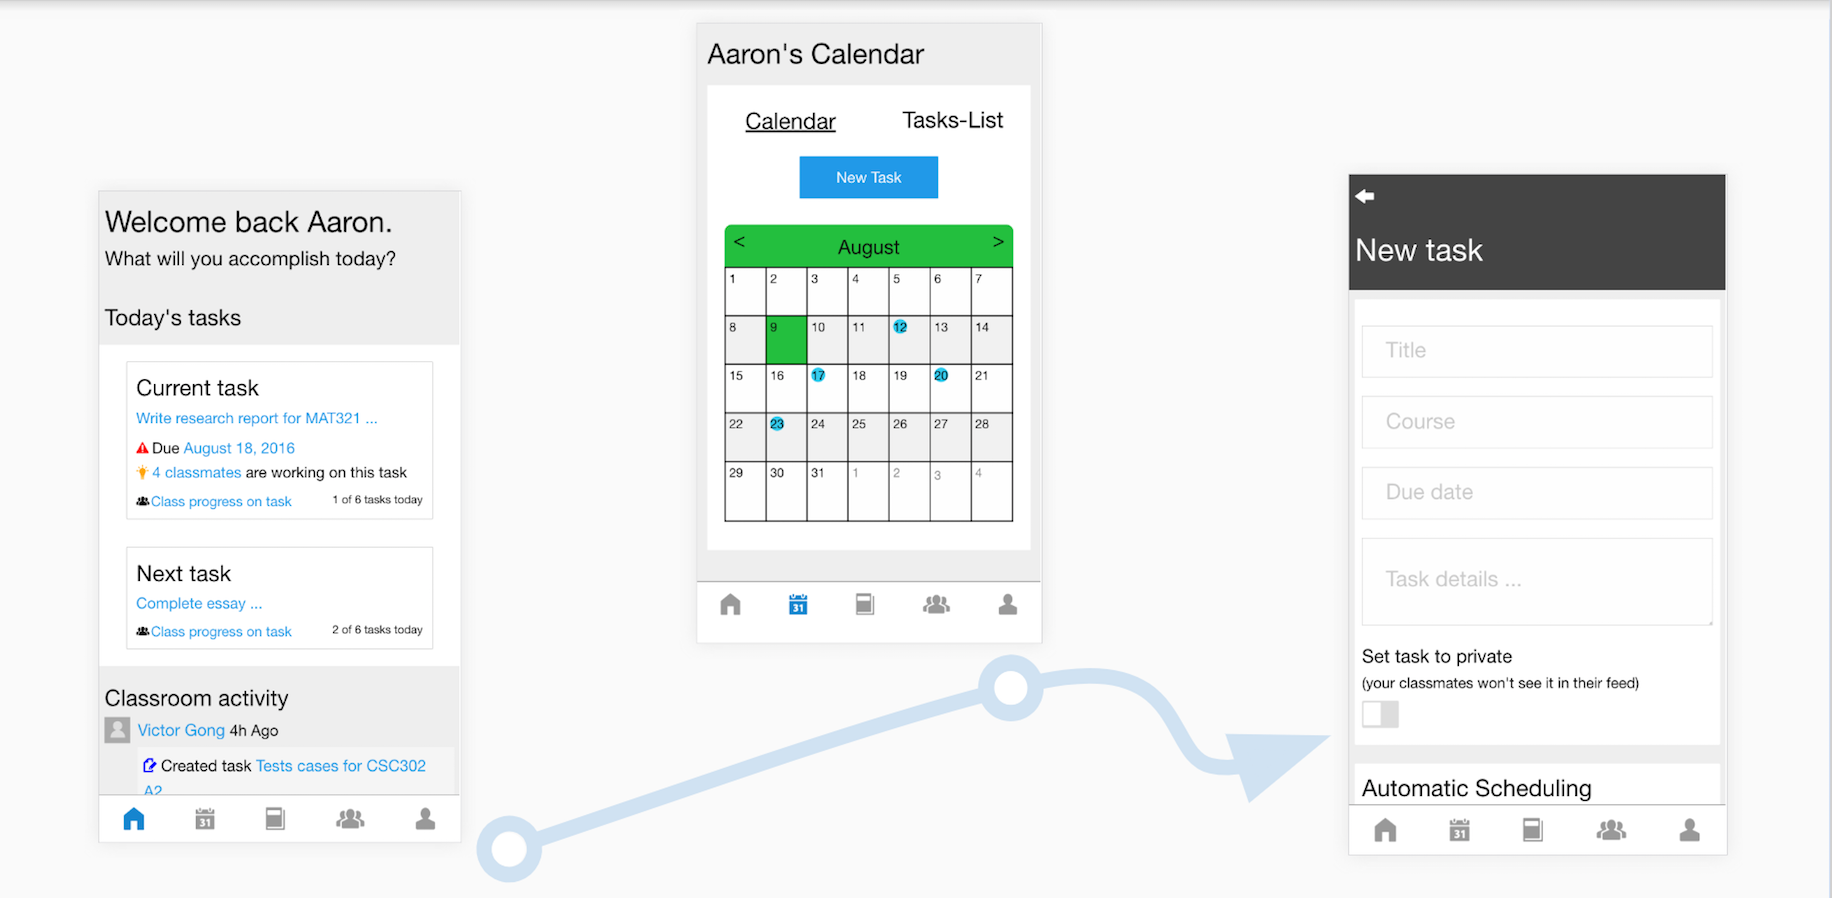 Welcome back Aaron.
What will you accomplish today?
Today's tasks
Current task
Write research report for MAT321 ...
Due August 18, 2016
4 classmates are working on this task
Class progress on task 1 of 6 tasks today
Next task
Complete essay ...
Class progress on task 2 of 6 tasks today
Classroom activity
Victor Gong 4h Ago
Created task Tests cases for CSC302
A2
31
Aaron's Calendar
Calendar Tasks-List
New Task
< August >
1 2 3 4 5 6 7
8 9 10 11 12 13 14
15 16 17 18 19 20 21
22 23 24 25 26 27 28
29 30 31 1 2 3 4
31
New task
Title
Course
Due date
Task details ...
Set task to private
(your classmates won't see it in their feed)
Automatic Scheduling
31